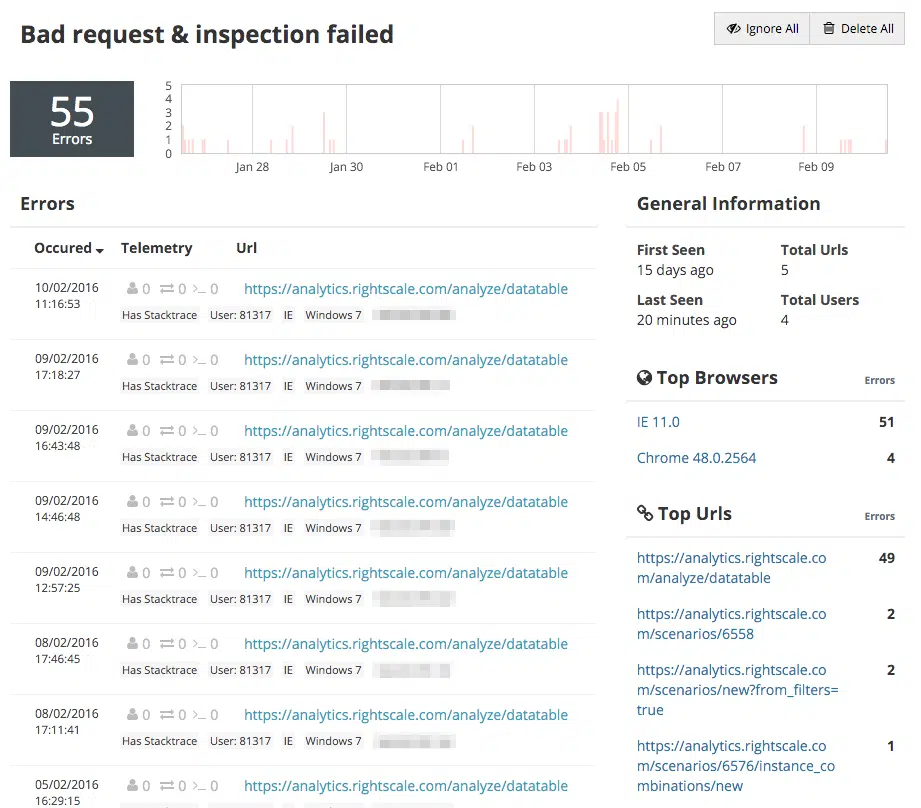 Bad request & inspection failed
Ignore All Delete All
55
Errors
5
4
3
2
1
0
Jan 28 Jan 30 Feb 01 Feb 03 Feb 05 Feb 07 Feb 09
Errors
Occured Telemetry Url
10/02/2016
11:16:53
0 0 >_ 0 https://analytics.rightscale.com/analyze/datatable
Has Stacktrace User: 81317 IE Windows 7
09/02/2016
17:18:27
0 0 >_ 0 https://analytics.rightscale.com/analyze/datatable
Has Stacktrace User: 81317 IE Windows 7
09/02/2016
16:43:48
0 0 >_ 0 https://analytics.rightscale.com/analyze/datatable
Has Stacktrace User: 81317 IE Windows 7
09/02/2016
14:46:48
0 0 >_ 0 https://analytics.rightscale.com/analyze/datatable
Has Stacktrace User: 81317 IE Windows 7
09/02/2016
12:57:25
0 0 >_ 0 https://analytics.rightscale.com/analyze/datatable
Has Stacktrace User: 81317 IE Windows 7
08/02/2016
17:46:45
0 0 >_ 0 https://analytics.rightscale.com/analyze/datatable
Has Stacktrace User: 81317 IE Windows 7
08/02/2016
17:11:41
0 0 >_ 0 https://analytics.rightscale.com/analyze/datatable
Has Stacktrace User: 81317 IE Windows 7
05/02/2016
16:29:15
0 0 >_ 0 https://analytics.rightscale.com/analyze/datatable
General Information
First Seen Total Urls
15 days ago 5
Last Seen Total Users
20 minutes ago 4
Top Browsers Errors
IE 11.0 51
Chrome 48.0.2564 4
Top Urls Errors
https://analytics.rightscale.co 49
m/analyze/datatable
https://analytics.rightscale.co 2
m/scenarios/6558
https://analytics.rightscale.co 2
m/scenarios/new?from_filters=
true
https://analytics.rightscale.co 1
m/scenarios/6576/instance_co
mbinations/new